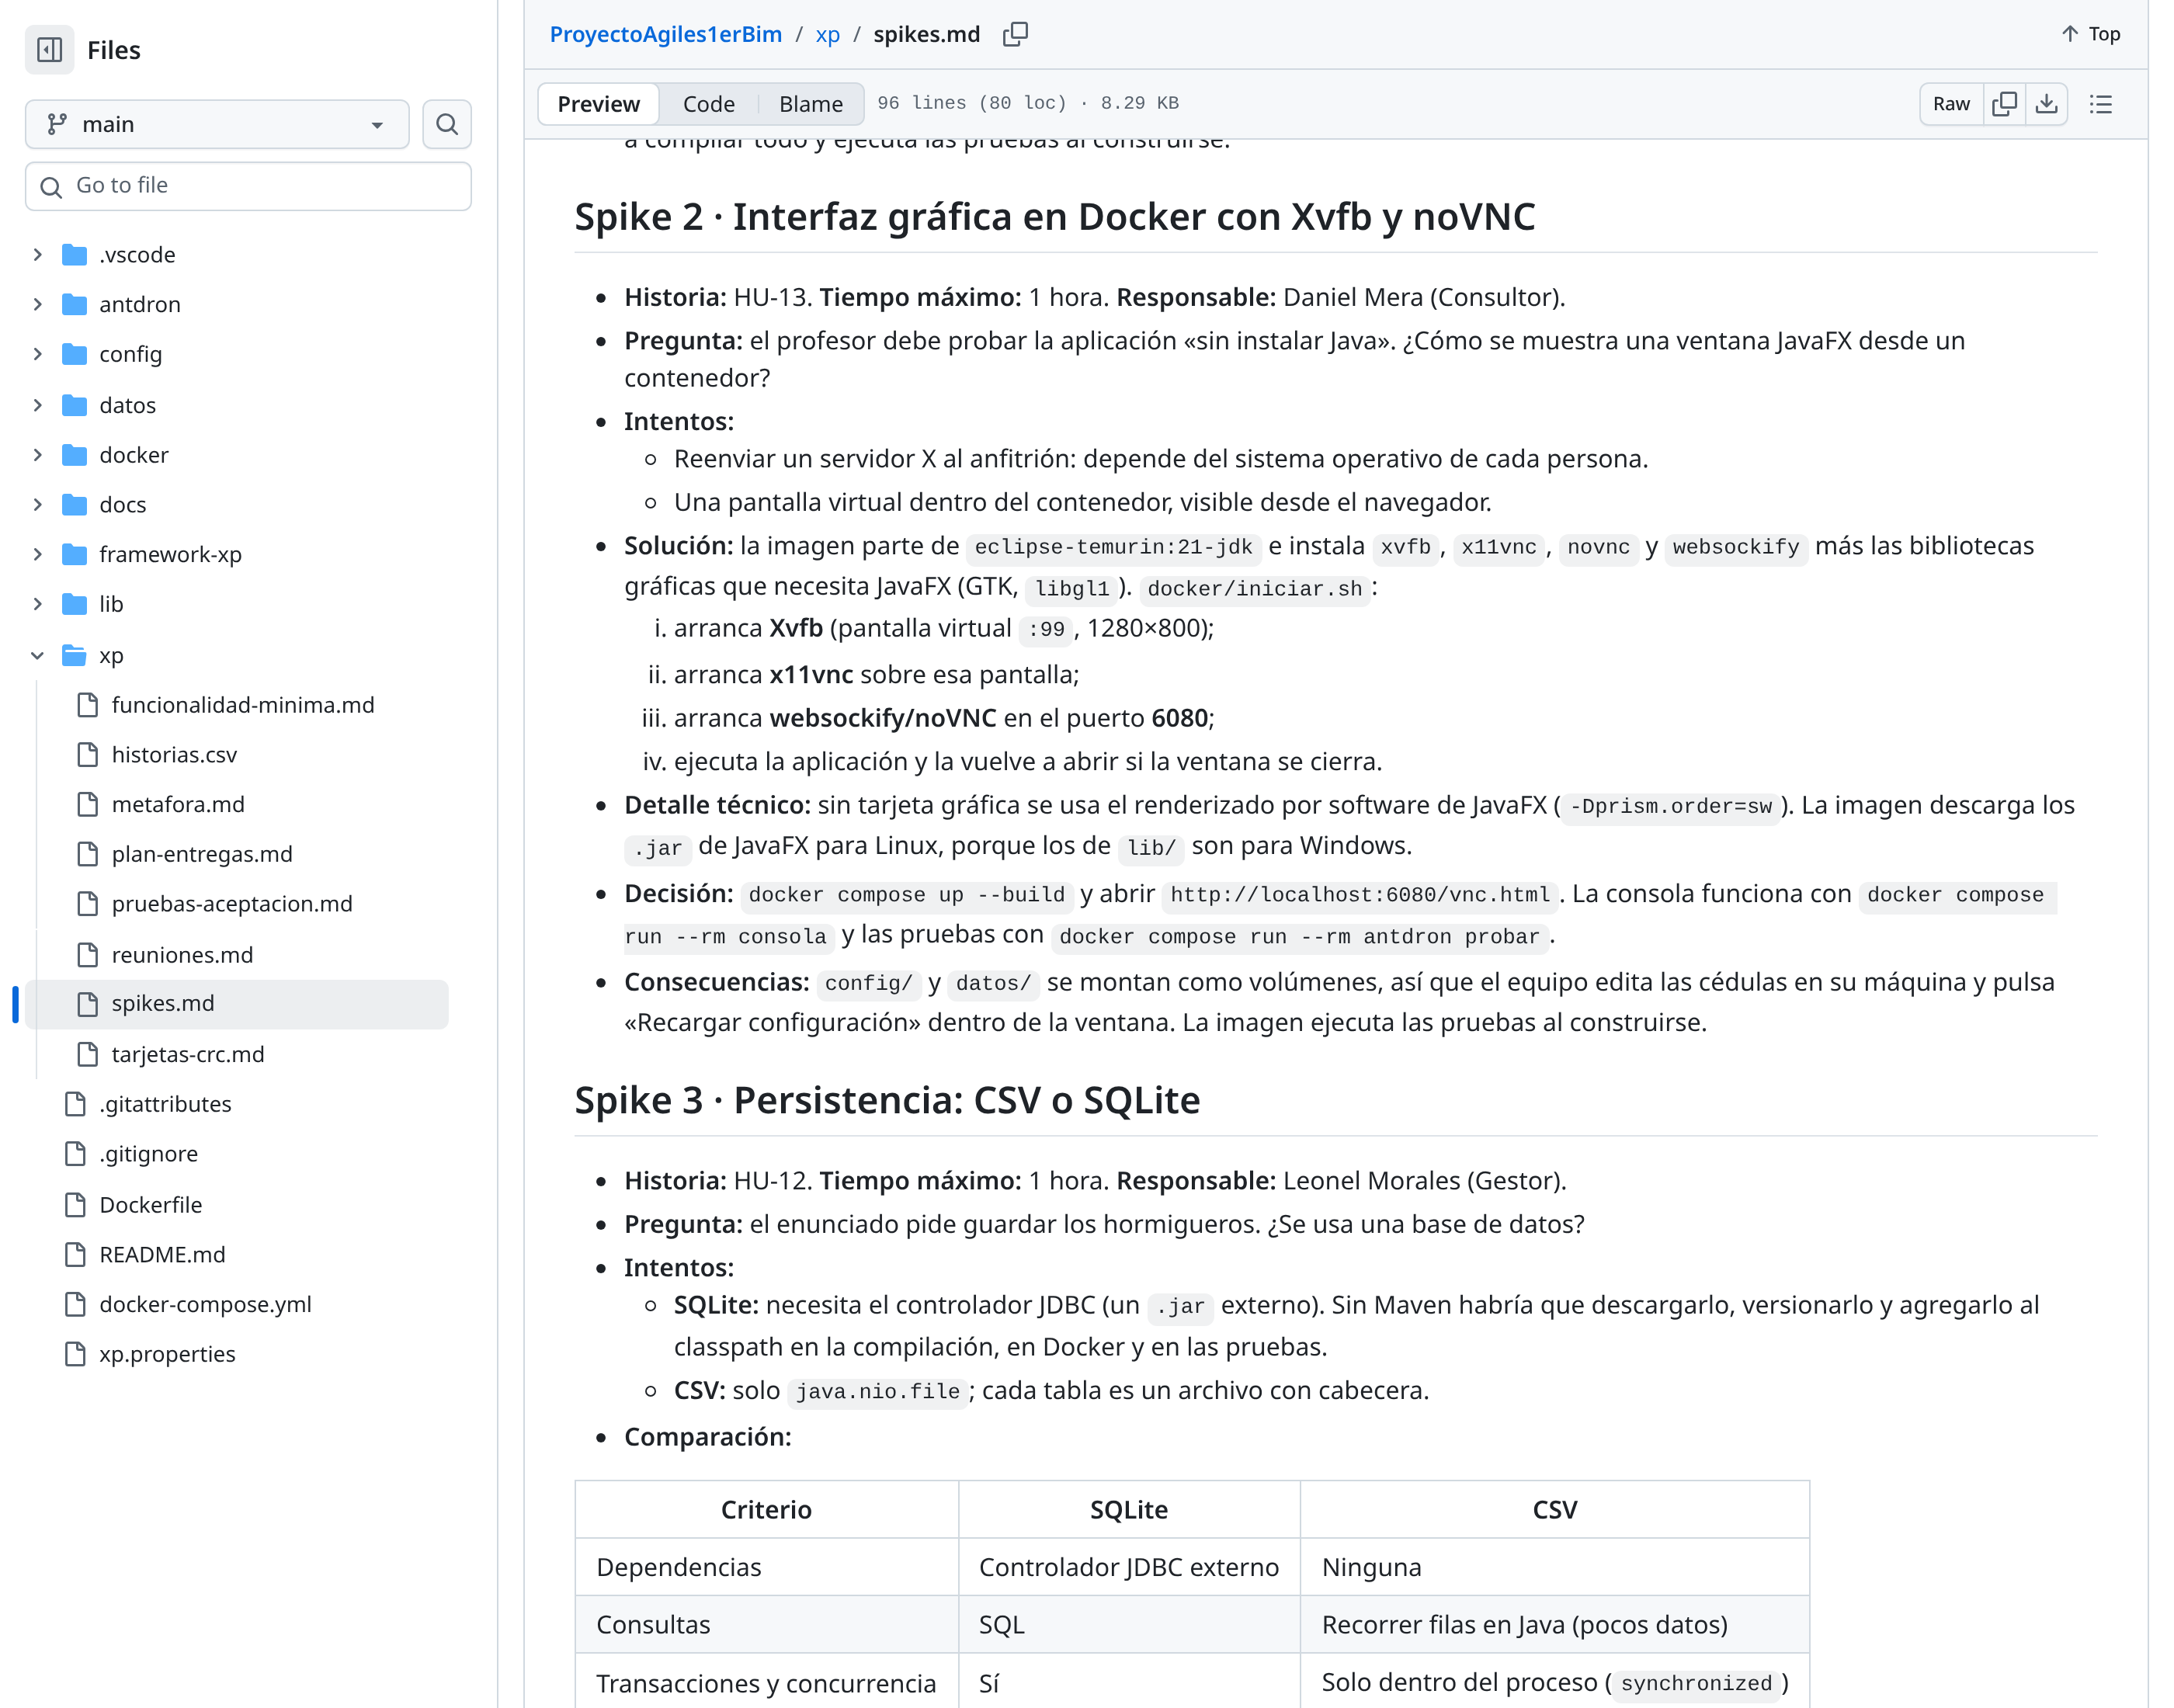 Files
main
Go to file
.vscode
antdron
config
datos
docker
docs
framework-xp
lib
xp
funcionalidad-minima.md
historias.csv
metafora.md
plan-entregas.md
pruebas-aceptacion.md
reuniones.md
spikes.md
tarjetas-crc.md
.gitattributes
.gitignore
Dockerfile
README.md
docker-compose.yml
xp.properties
ProyectoAgiles1erBim / xp / spikes.md
Top
Preview Code Blame 96 lines (80 loc) · 8.29 KB
Raw
a compilar todo y ejecuta las pruebas al construirse.
Spike 2 · Interfaz gráfica en Docker con Xvfb y noVNC
Historia: HU-13. Tiempo máximo: 1 hora. Responsable: Daniel Mera (Consultor).
Pregunta: el profesor debe probar la aplicación «sin instalar Java». ¿Cómo se muestra una ventana JavaFX desde un
contenedor?
Intentos:
Reenviar un servidor X al anfitrión: depende del sistema operativo de cada persona.
Una pantalla virtual dentro del contenedor, visible desde el navegador.
Solución: la imagen parte de eclipse-temurin:21-jdk e instala xvfb, x11vnc, novnc y websockify más las bibliotecas
gráficas que necesita JavaFX (GTK, libgl1). docker/iniciar.sh:
i. arranca Xvfb (pantalla virtual :99, 1280×800);
ii. arranca x11vnc sobre esa pantalla;
iii. arranca websockify/noVNC en el puerto 6080;
iv. ejecuta la aplicación y la vuelve a abrir si la ventana se cierra.
Detalle técnico: sin tarjeta gráfica se usa el renderizado por software de JavaFX (-Dprism.order=sw). La imagen descarga los
.jar de JavaFX para Linux, porque los de lib/ son para Windows.
Decisión: docker compose up --build y abrir http://localhost:6080/vnc.html. La consola funciona con docker compose
run --rm consola y las pruebas con docker compose run --rm antdron probar.
Consecuencias: config/ y datos/ se montan como volúmenes, así que el equipo edita las cédulas en su máquina y pulsa
«Recargar configuración» dentro de la ventana. La imagen ejecuta las pruebas al construirse.
Spike 3 · Persistencia: CSV o SQLite
Historia: HU-12. Tiempo máximo: 1 hora. Responsable: Leonel Morales (Gestor).
Pregunta: el enunciado pide guardar los hormigueros. ¿Se usa una base de datos?
Intentos:
SQLite: necesita el controlador JDBC (un .jar externo). Sin Maven habría que descargarlo, versionarlo y agregarlo al
classpath en la compilación, en Docker y en las pruebas.
CSV: solo java.nio.file; cada tabla es un archivo con cabecera.
Comparación:
Criterio SQLite CSV
Dependencias Controlador JDBC externo Ninguna
Consultas SQL Recorrer filas en Java (pocos datos)
Transacciones y concurrencia Sí Solo dentro del proceso (synchronized)